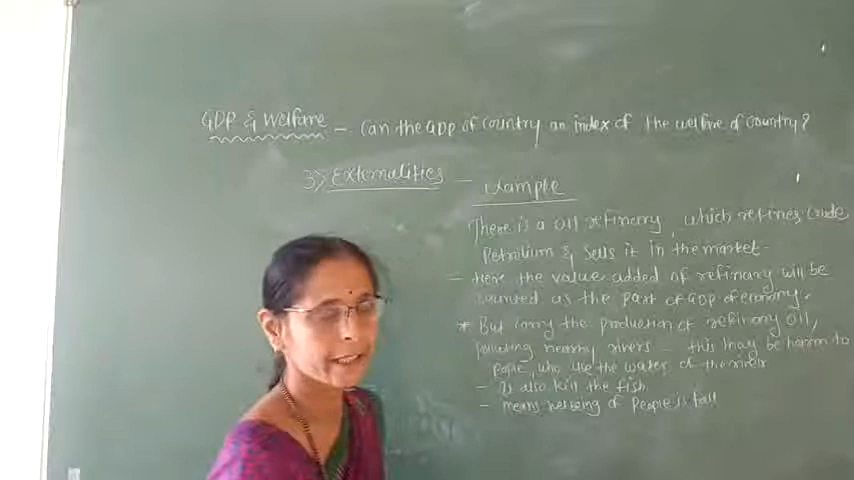 GDP & Welfare - Can the GDP of country an index of the welfare of country?
3> Externalities - Example
There is a oil refinary, which refines crude
Petrolium & sells it in the market.
- Here the value added of refinary will be
counted as the part of GDP of economy.
* But carry the production of refinary oil,
polluting nearby rivers - this may be harm to
people, who use the water of the river
- Is also kill the fish
- means welbeing of People is fall